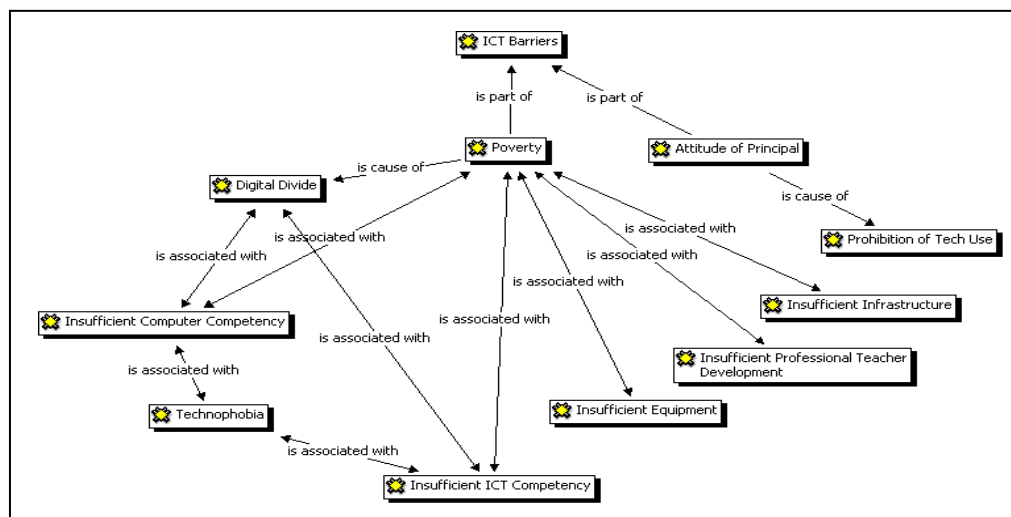 ICT Barriers
is part of
is part of
Poverty
Attitude of Principal
is cause of
Digital Divide
is cause of
is associated with
is associated with
Prohibition of Tech Use
is associated with
is associated with
is associated with
Insufficient Infrastructure
Insufficient Computer Competency
is associated with
is associated with
Insufficient Professional Teacher
Development
is associated with
Technophobia
Insufficient Equipment
is associated with
Insufficient ICT Competency